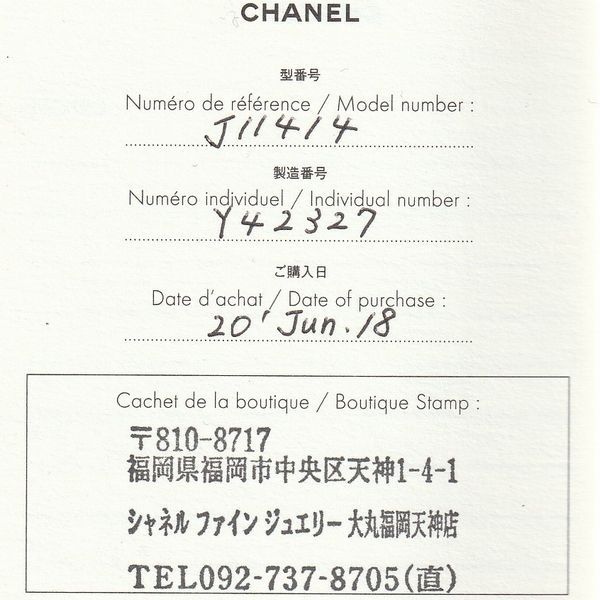 CHANEL
型番号
Numéro de référence / Model number :
J11414
製造番号
Numéro individuel / Individual number :
Y42327
ご購入日
Date d'achat / Date of purchase :
20' Jun. 18
Cachet de la boutique / Boutique Stamp :
〒810-8717
福岡県福岡市中央区天神1-4-1
シャネル ファイン ジュエリー 大丸福岡天神店
TEL092-737-8705(直)